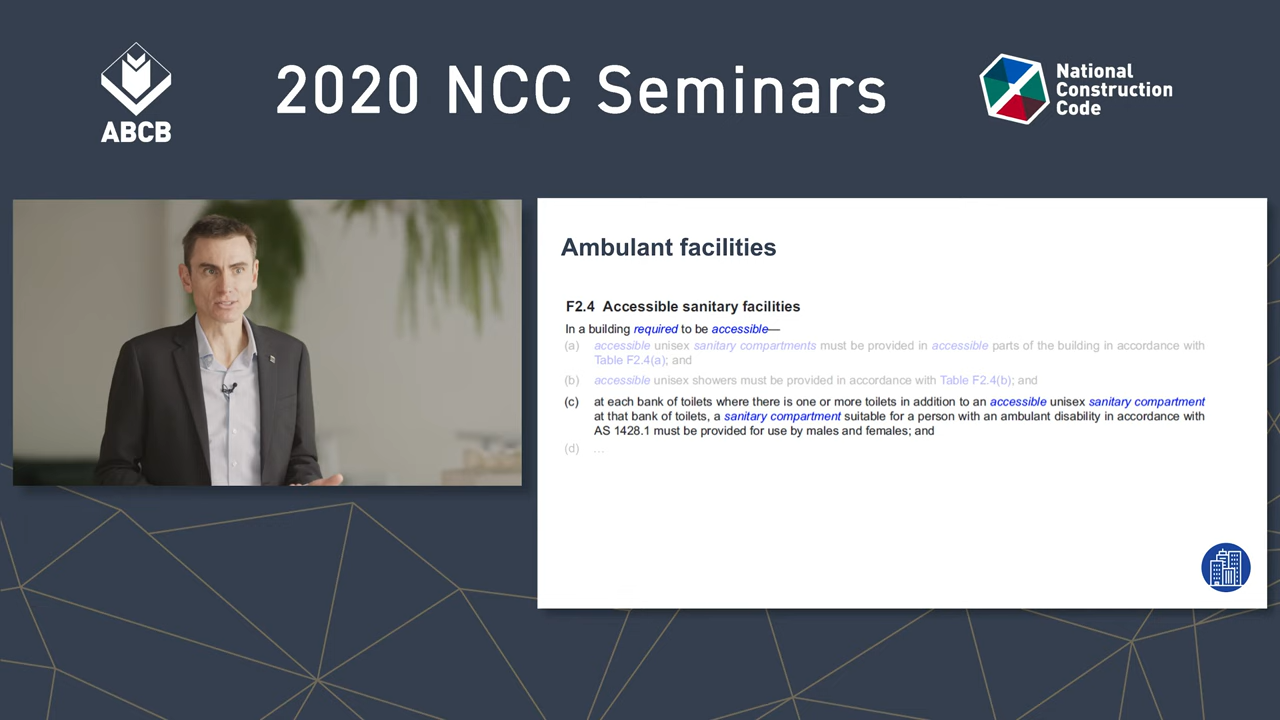 ABCB
2020 NCC Seminars
National
Construction
Code
Ambulant facilities
F2.4 Accessible sanitary facilities
In a building required to be accessible—
(a) accessible unisex sanitary compartments must be provided in accessible parts of the building in accordance with
Table F2.4(a); and
(b) accessible unisex showers must be provided in accordance with Table F2.4(b); and
(c) at each bank of toilets where there is one or more toilets in addition to an accessible unisex sanitary compartment
at that bank of toilets, a sanitary compartment suitable for a person with an ambulant disability in accordance with
AS 1428.1 must be provided for use by males and females; and
(d) ...